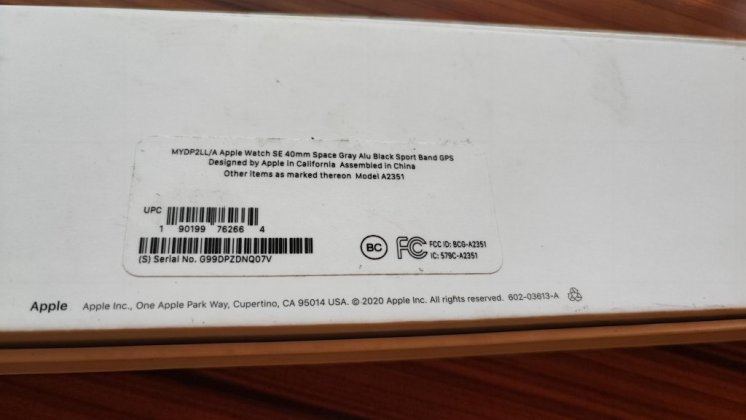 MYDP2LL/A Apple Watch SE 40mm Space Gray Alu Black Sport Band GPS
Designed by Apple in California Assembled in China
Other items as marked thereon Model A2351
UPC
1 90199 76266 4
(S) Serial No. G99DPZDNQ07V
BC
FC
FCC ID: BCG-A2351
IC: 579C-A2351
Apple Apple Inc., One Apple Park Way, Cupertino, CA 95014 USA. © 2020 Apple Inc. All rights reserved. 602-03613-A